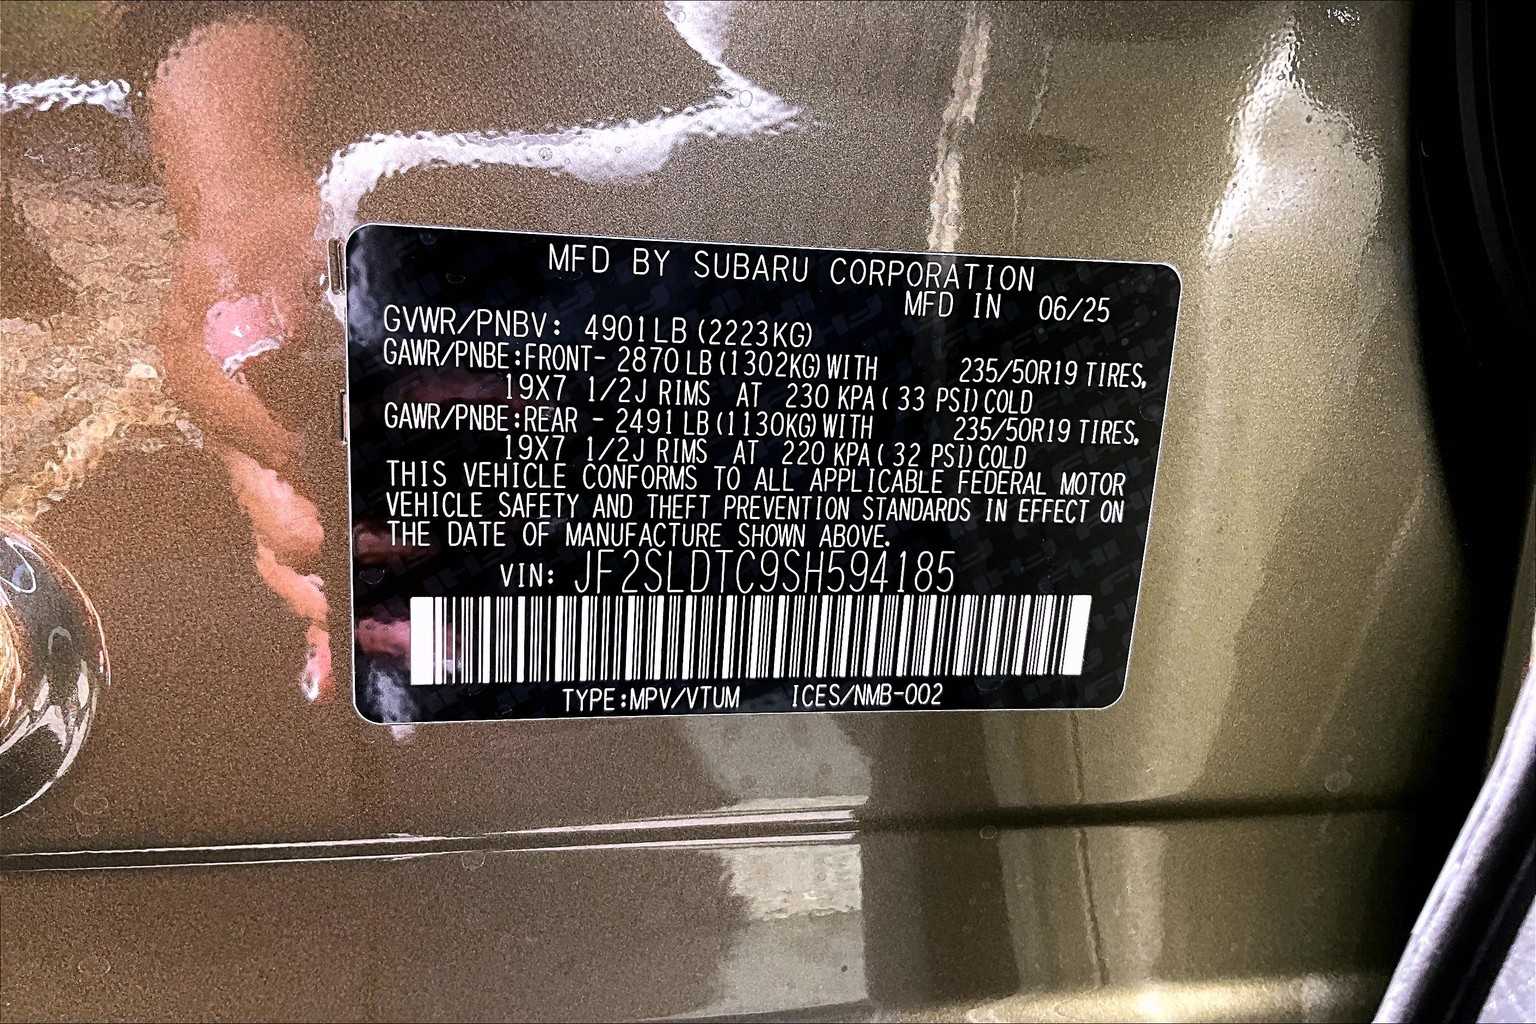 MFD BY SUBARU CORPORATION
MFD IN 06/25
GVWR/PNBV: 4901LB (2223KG)
GAWR/PNBE:FRONT- 2870 LB (1302KG) WITH 235/50R19 TIRES,
19X7 1/2J RIMS AT 230 KPA ( 33 PSI) COLD
GAWR/PNBE:REAR - 2491 LB (1130KG) WITH 235/50R19 TIRES,
19X7 1/2J RIMS AT 220 KPA ( 32 PSI) COLD
THIS VEHICLE CONFORMS TO ALL APPLICABLE FEDERAL MOTOR
VEHICLE SAFETY AND THEFT PREVENTION STANDARDS IN EFFECT ON
THE DATE OF MANUFACTURE SHOWN ABOVE.
VIN: JF2SLDTC9SH594185
TYPE:MPV/VTUM ICES/NMB-002